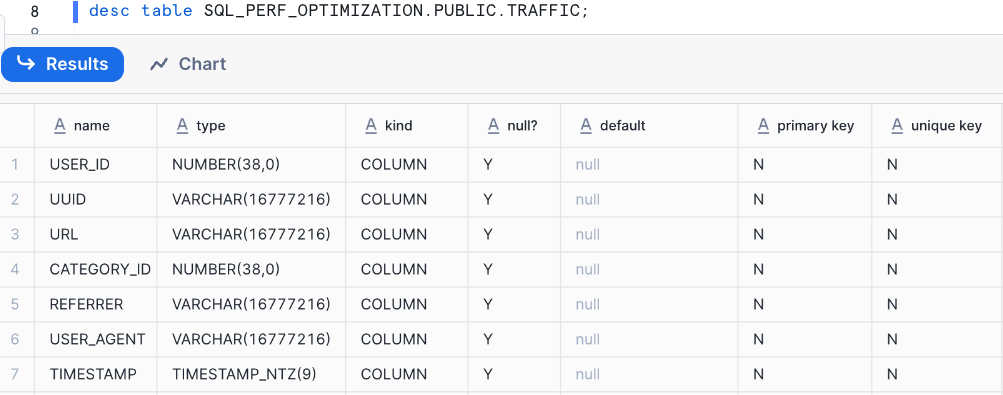 8 desc table SQL_PERF_OPTIMIZATION.PUBLIC.TRAFFIC;
Results Chart
A name A type A kind A null? A default A primary key A unique key
1 USER_ID NUMBER(38,0) COLUMN Y null N N
2 UUID VARCHAR(16777216) COLUMN Y null N N
3 URL VARCHAR(16777216) COLUMN Y null N N
4 CATEGORY_ID NUMBER(38,0) COLUMN Y null N N
5 REFERRER VARCHAR(16777216) COLUMN Y null N N
6 USER_AGENT VARCHAR(16777216) COLUMN Y null N N
7 TIMESTAMP TIMESTAMP_NTZ(9) COLUMN Y null N N